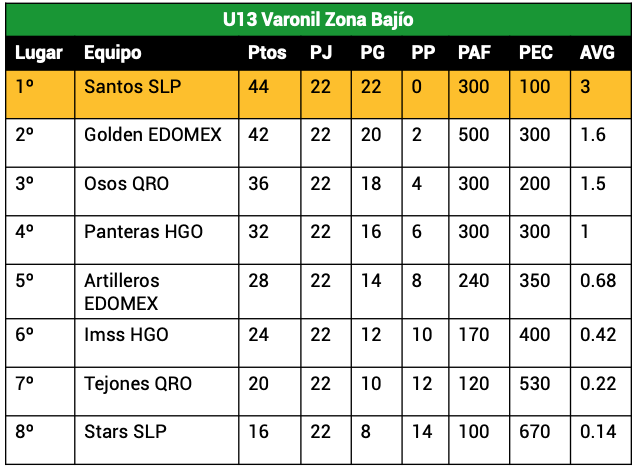 U13 Varonil Zona Bajío
Lugar Equipo Ptos PJ PG PP PAF PEC AVG
1º Santos SLP 44 22 22 0 300 100 3
2º Golden EDOMEX 42 22 20 2 500 300 1.6
3º Osos QRO 36 22 18 4 300 200 1.5
4º Panteras HGO 32 22 16 6 300 300 1
5º Artilleros 28 22 14 8 240 350 0.68
EDOMEX
6º Imss HGO 24 22 12 10 170 400 0.42
7º Tejones QRO 20 22 10 12 120 530 0.22
8º Stars SLP 16 22 8 14 100 670 0.14